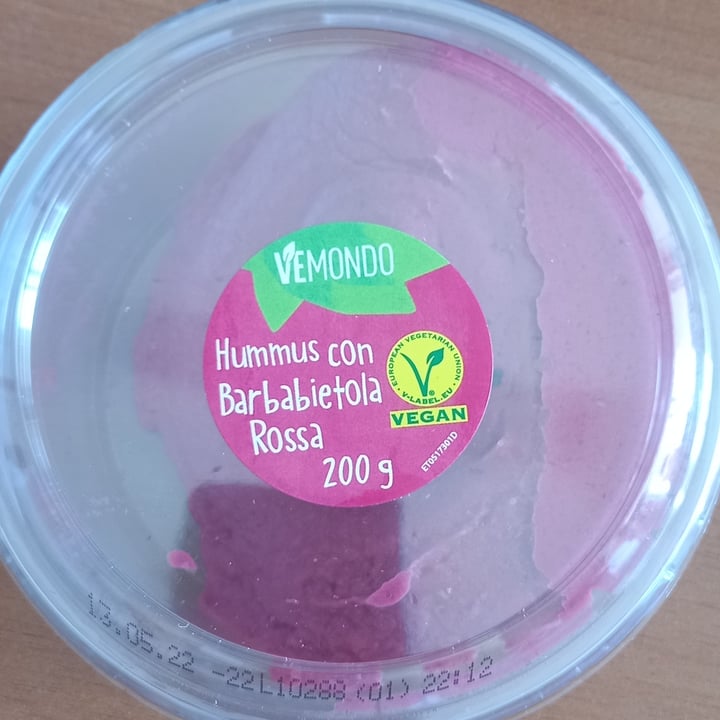 VEMONDO
Hummus con
Barbabietola
Rossa
200 g
EUROPEAN VEGETARIAN UNION
V-LABEL.EU
VEGAN
ET0517301D
13.05.22 -22L10288 (01) 22:12